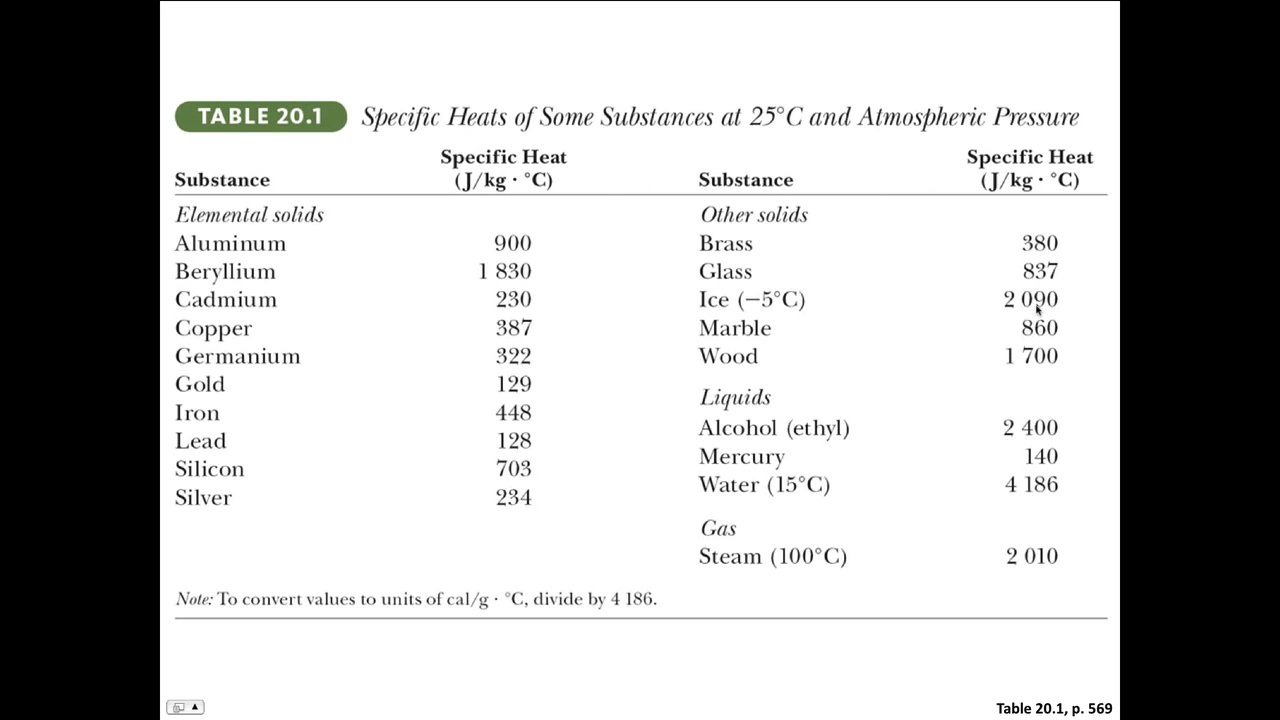 TABLE 20.1 Specific Heats of Some Substances at 25°C and Atmospheric Pressure
Substance Specific Heat (J/kg · °C)
Elemental solids
Aluminum 900
Beryllium 1 830
Cadmium 230
Copper 387
Germanium 322
Gold 129
Iron 448
Lead 128
Silicon 703
Silver 234
Substance Specific Heat (J/kg · °C)
Other solids
Brass 380
Glass 837
Ice (−5°C) 2 090
Marble 860
Wood 1 700
Liquids
Alcohol (ethyl) 2 400
Mercury 140
Water (15°C) 4 186
Gas
Steam (100°C) 2 010
Note: To convert values to units of cal/g · °C, divide by 4 186.
Table 20.1, p. 569